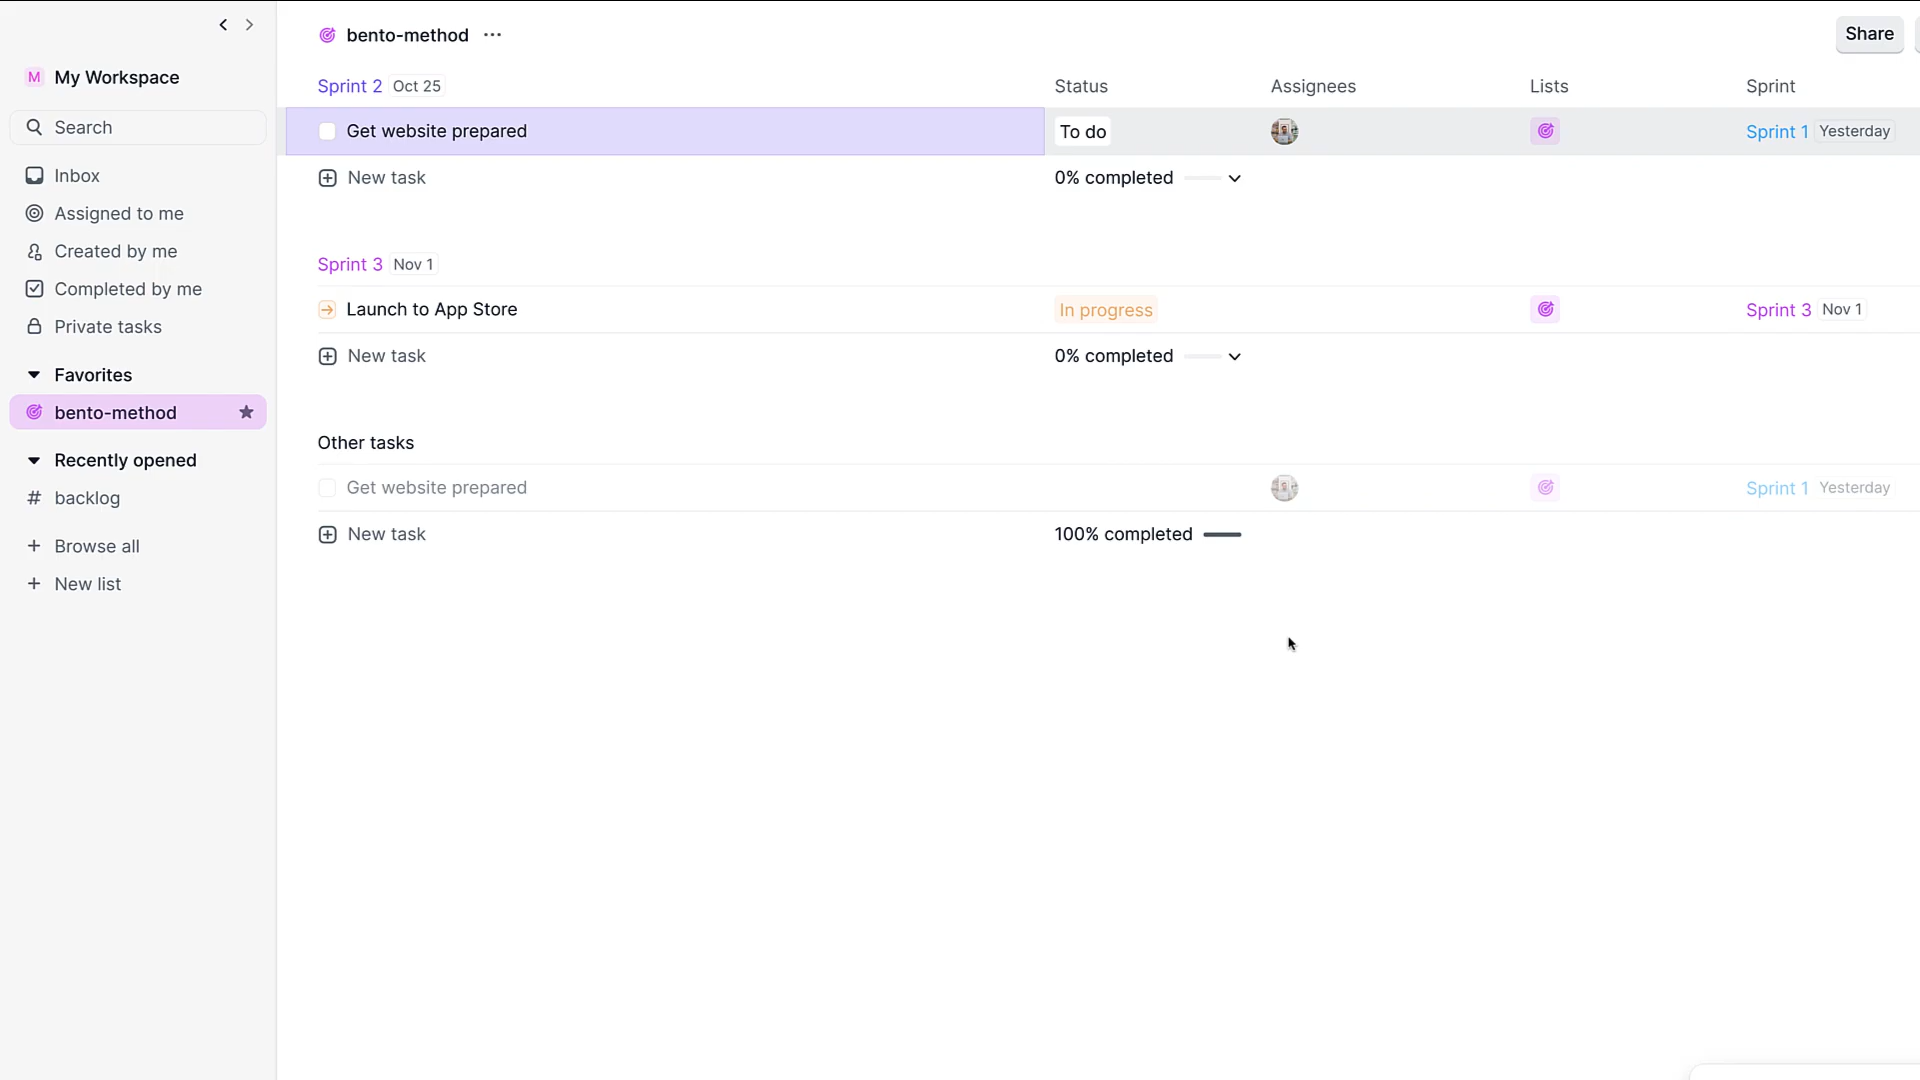 bento-method ...
Share
M My Workspace
Search
Inbox
Assigned to me
Created by me
Completed by me
Private tasks
Favorites
bento-method
Recently opened
# backlog
+ Browse all
+ New list
Sprint 2 Oct 25 Status Assignees Lists Sprint
Get website prepared To do Sprint 1 Yesterday
New task 0% completed
Sprint 3 Nov 1
Launch to App Store In progress Sprint 3 Nov 1
New task 0% completed
Other tasks
Get website prepared Sprint 1 Yesterday
New task 100% completed